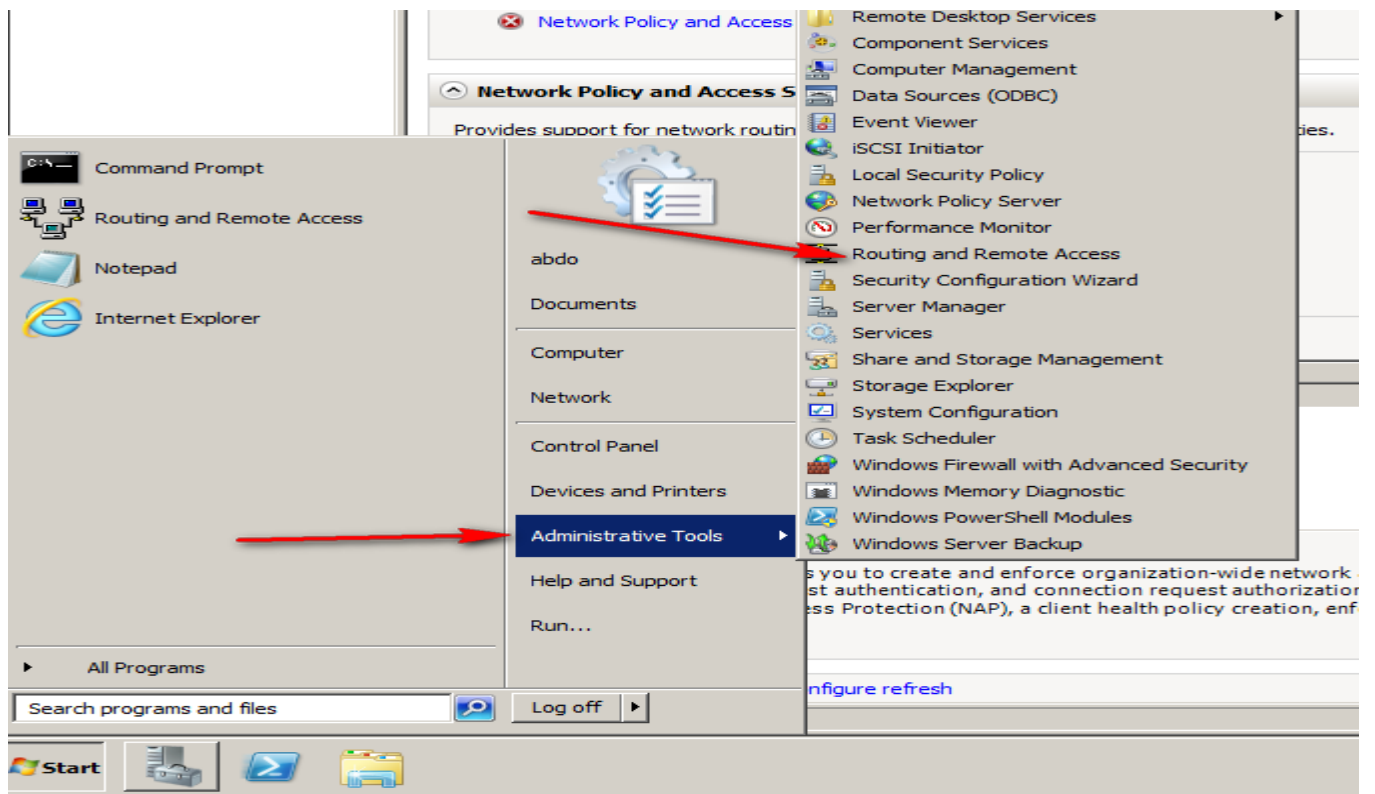 Network Policy and Access
Network Policy and Access S
Provides support for network routin
ies.
Command Prompt
Routing and Remote Access
Notepad
Internet Explorer
All Programs
Search programs and files
abdo
Documents
Computer
Network
Control Panel
Devices and Printers
Administrative Tools
Help and Support
Run...
Log off
Remote Desktop Services
Component Services
Computer Management
Data Sources (ODBC)
Event Viewer
iSCSI Initiator
Local Security Policy
Network Policy Server
Performance Monitor
Routing and Remote Access
Security Configuration Wizard
Server Manager
Services
Share and Storage Management
Storage Explorer
System Configuration
Task Scheduler
Windows Firewall with Advanced Security
Windows Memory Diagnostic
Windows PowerShell Modules
Windows Server Backup
s you to create and enforce organization-wide network
st authentication, and connection request authorization
ess Protection (NAP), a client health policy creation, enf
nfigure refresh
Start